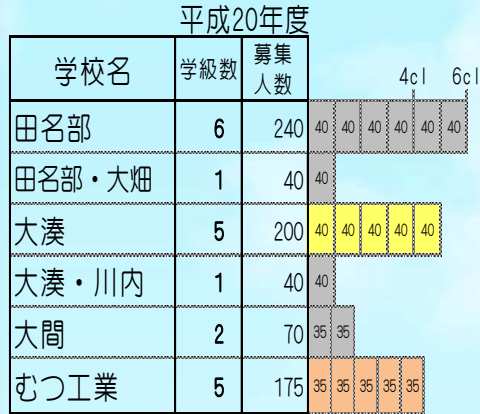 平成20年度
学校名 学級数 募集人数 4cl 6cl
田名部 6 240 40 40 40 40 40 40
田名部・大畑 1 40 40
大湊 5 200 40 40 40 40 40
大湊・川内 1 40 40
大間 2 70 35 35
むつ工業 5 175 35 35 35 35 35